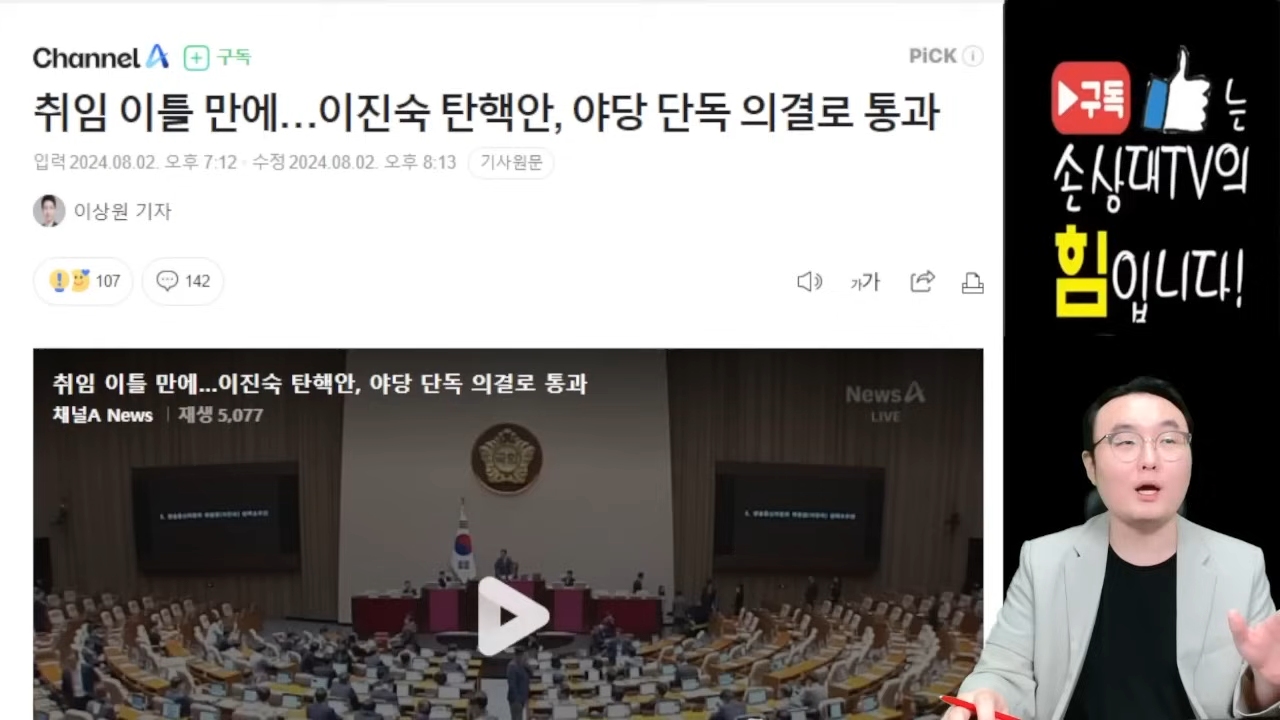 Channel A 구독
PiCK
취임 이틀 만에...이진숙 탄핵안, 야당 단독 의결로 통과
입력 2024.08.02. 오후 7:12 · 수정 2024.08.02. 오후 8:13 기사원문
이상원 기자
107 142
가가
취임 이틀 만에...이진숙 탄핵안, 야당 단독 의결로 통과
채널A News | 재생 5,077
News A
LIVE
국회
구독 는
손상대TV의
힘입니다!